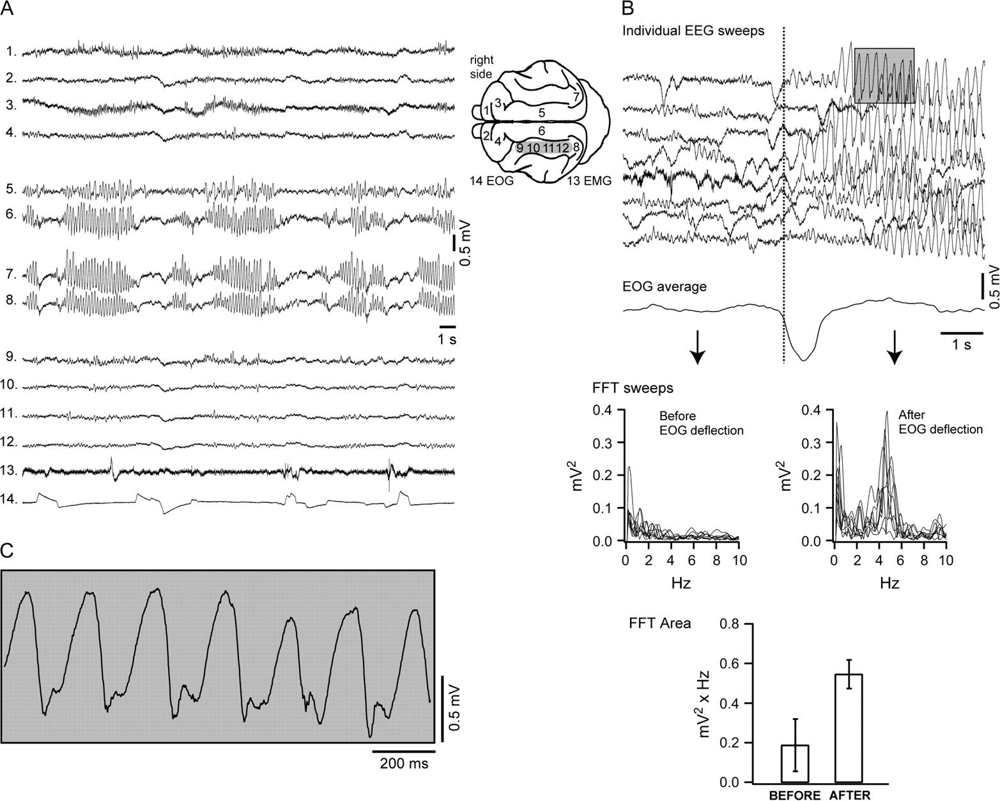 A
1.
2.
3.
4.
5.
6.
7.
8.
0.5 mV
1 s
9.
10.
11.
12.
13.
14.
right
side
1
3
7
5
6
2
4
9 10 11 12 8
14 EOG
13 EMG
B
Individual EEG sweeps
EOG average
0.5 mV
1 s
FFT sweeps
Before
EOG deflection
0.4
0.3
0.2
0.1
0.0
mV2
0 2 4 6 8 10
Hz
After
EOG deflection
0.4
0.3
0.2
0.1
0.0
mV2
0 2 4 6 8 10
Hz
FFT Area
0.8
0.6
0.4
0.2
0.0
mV2 x Hz
BEFORE AFTER
C
0.5 mV
200 ms